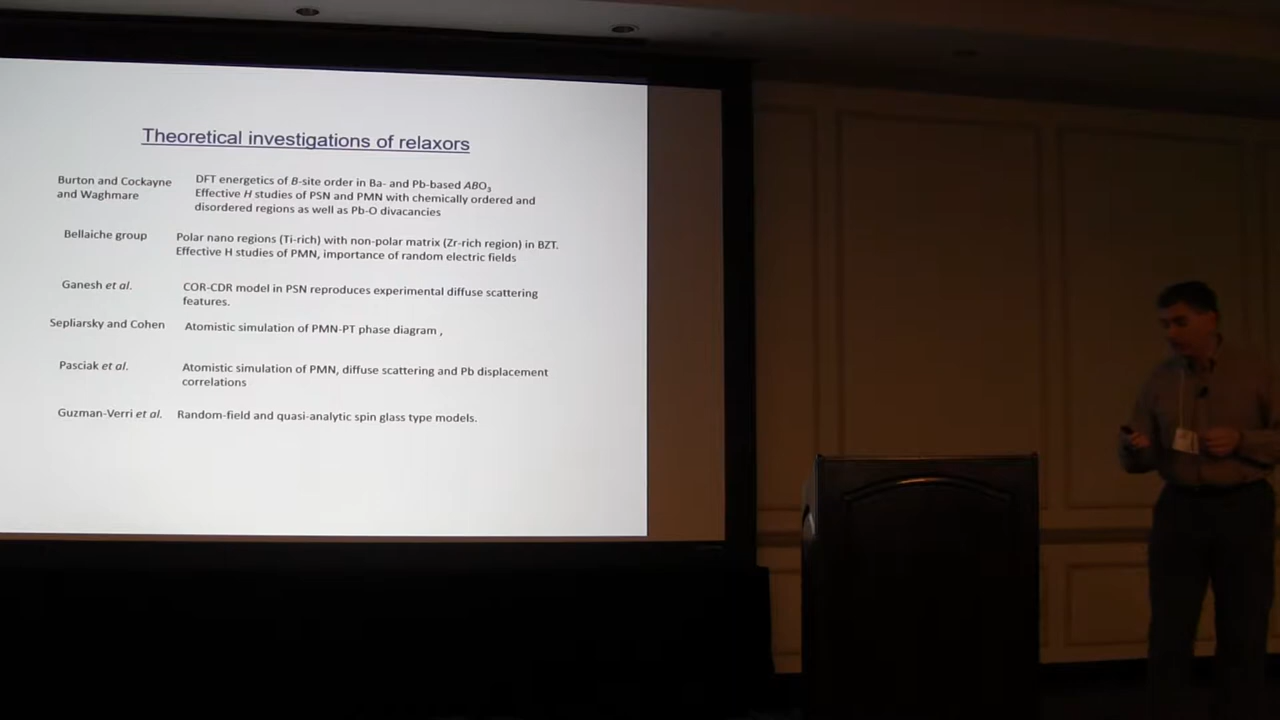 Theoretical investigations of relaxors
Burton and Cockayne
and Waghmare
DFT energetics of B-site order in Ba- and Pb-based ABO₃
Effective H studies of PSN and PMN with chemically ordered and
disordered regions as well as Pb-O divacancies
Bellaiche group
Polar nano regions (Ti-rich) with non-polar matrix (Zr-rich region) in BZT.
Effective H studies of PMN, importance of random electric fields
Ganesh et al.
COR-CDR model in PSN reproduces experimental diffuse scattering
features.
Sepliarsky and Cohen
Atomistic simulation of PMN-PT phase diagram ,
Pasciak et al.
Atomistic simulation of PMN, diffuse scattering and Pb displacement
correlations
Guzman-Verri et al.
Random-field and quasi-analytic spin glass type models.